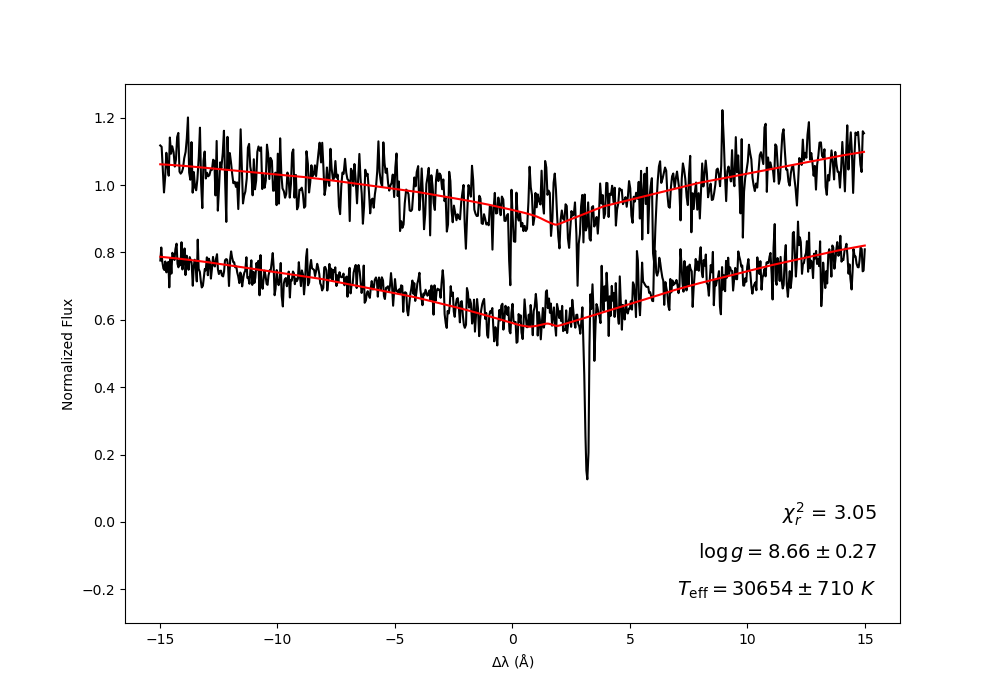 1.2
1.0
0.8
0.6
0.4
0.2
0.0
−0.2
Normalized Flux
χ²ᵣ = 3.05
log g = 8.66 ± 0.27
T_eff = 30654 ± 710 K
−15 −10 −5 0 5 10 15
Δλ (Å)